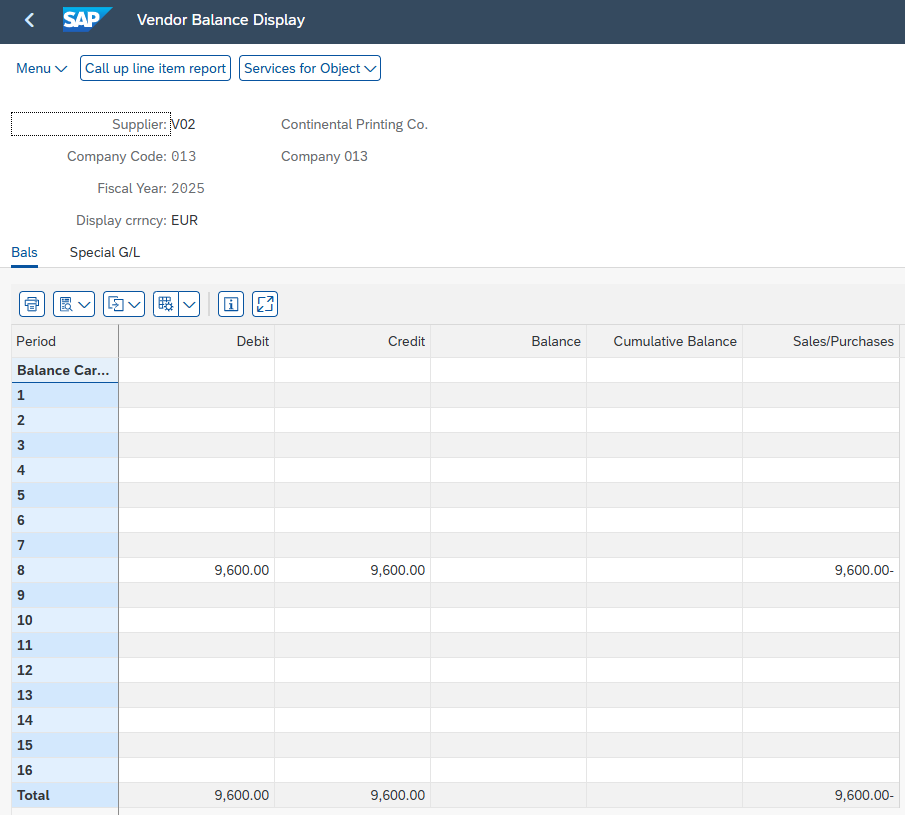 SAP Vendor Balance Display
Menu Call up line item report Services for Object
Supplier: V02 Continental Printing Co.
Company Code: 013 Company 013
Fiscal Year: 2025
Display crrncy: EUR
Bals Special G/L
Period Debit Credit Balance Cumulative Balance Sales/Purchases
Balance Car...
1
2
3
4
5
6
7
8 9,600.00 9,600.00 9,600.00-
9
10
11
12
13
14
15
16
Total 9,600.00 9,600.00 9,600.00-